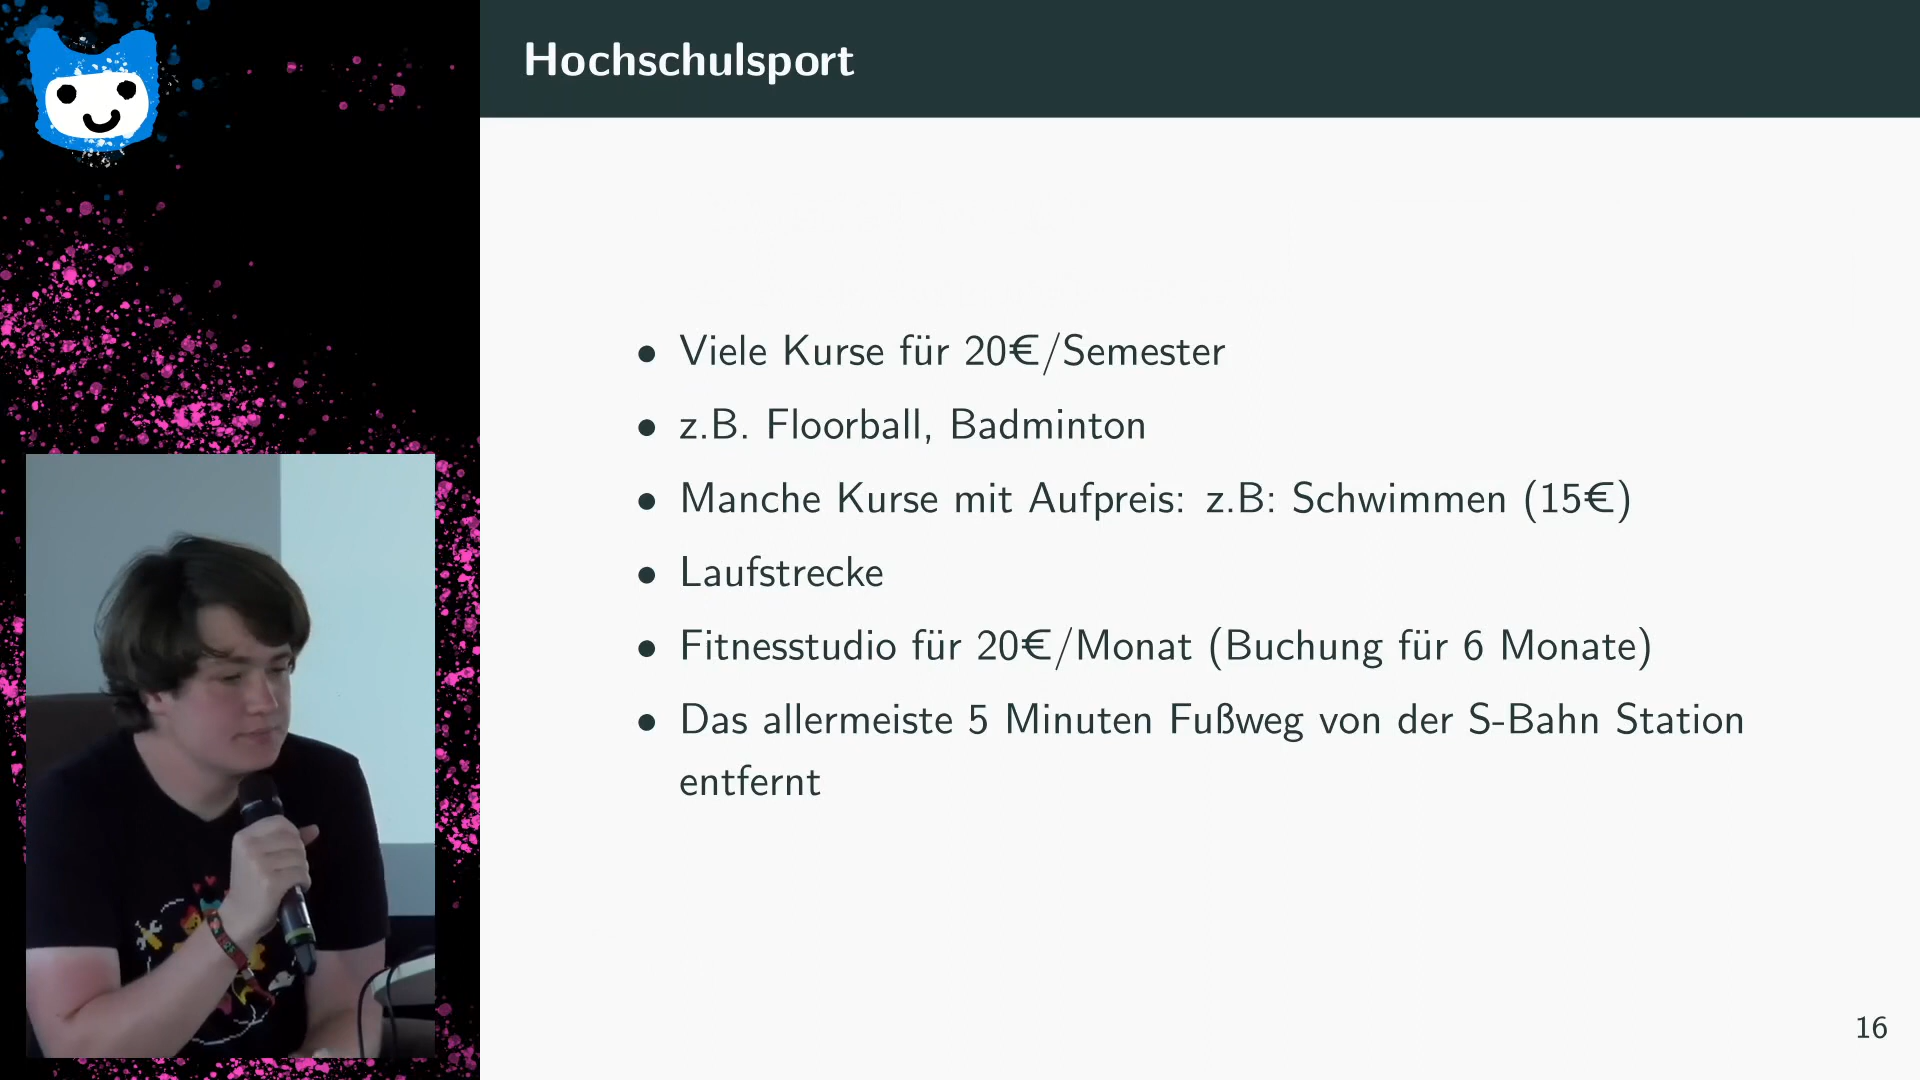 Hochschulsport
• Viele Kurse für 20€/Semester
• z.B. Floorball, Badminton
• Manche Kurse mit Aufpreis: z.B: Schwimmen (15€)
• Laufstrecke
• Fitnesstudio für 20€/Monat (Buchung für 6 Monate)
• Das allermeiste 5 Minuten Fußweg von der S-Bahn Station
entfernt
16